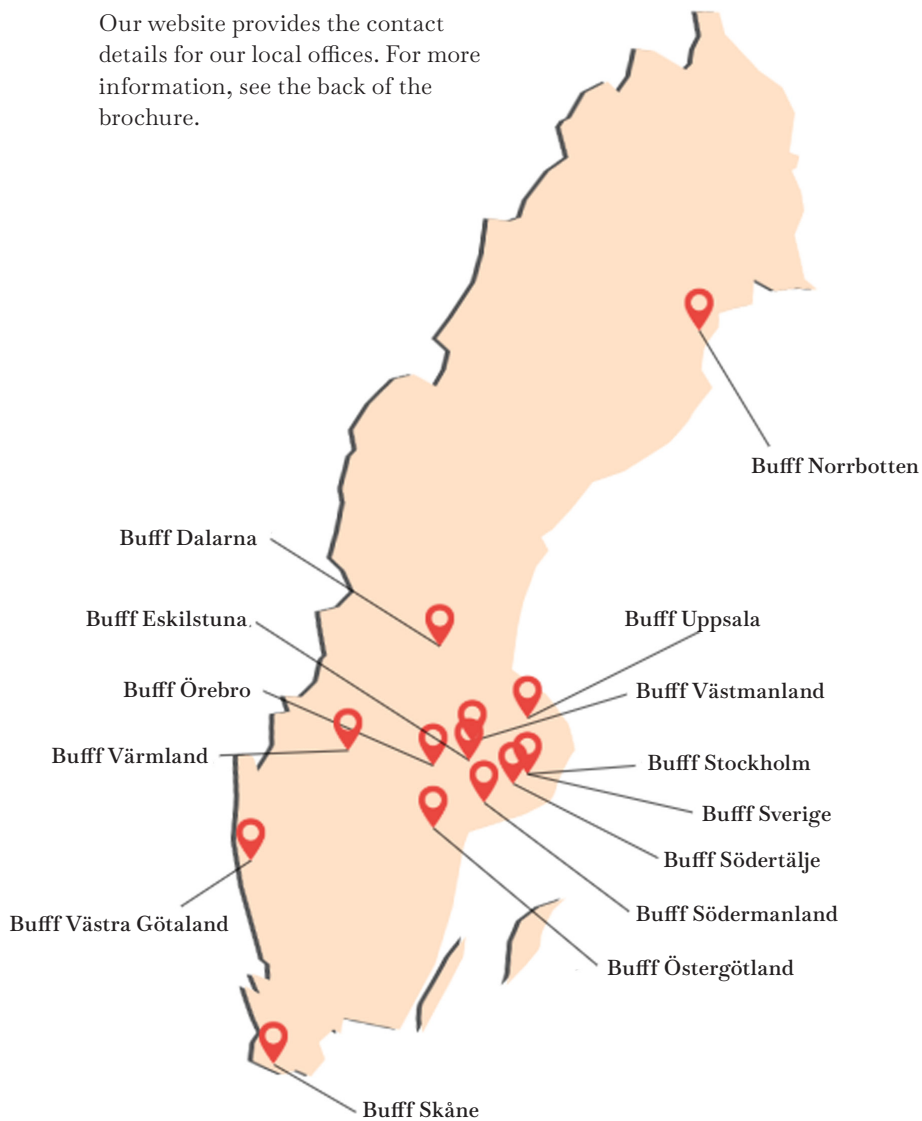 Our website provides the contact
details for our local offices. For more
information, see the back of the
brochure.
Bufff Norrbotten
Bufff Dalarna
Bufff Eskilstuna
Bufff Uppsala
Bufff Örebro
Bufff Västmanland
Bufff Värmland
Bufff Stockholm
Bufff Sverige
Bufff Södertälje
Bufff Västra Götaland
Bufff Södermanland
Bufff Östergötland
Bufff Skåne